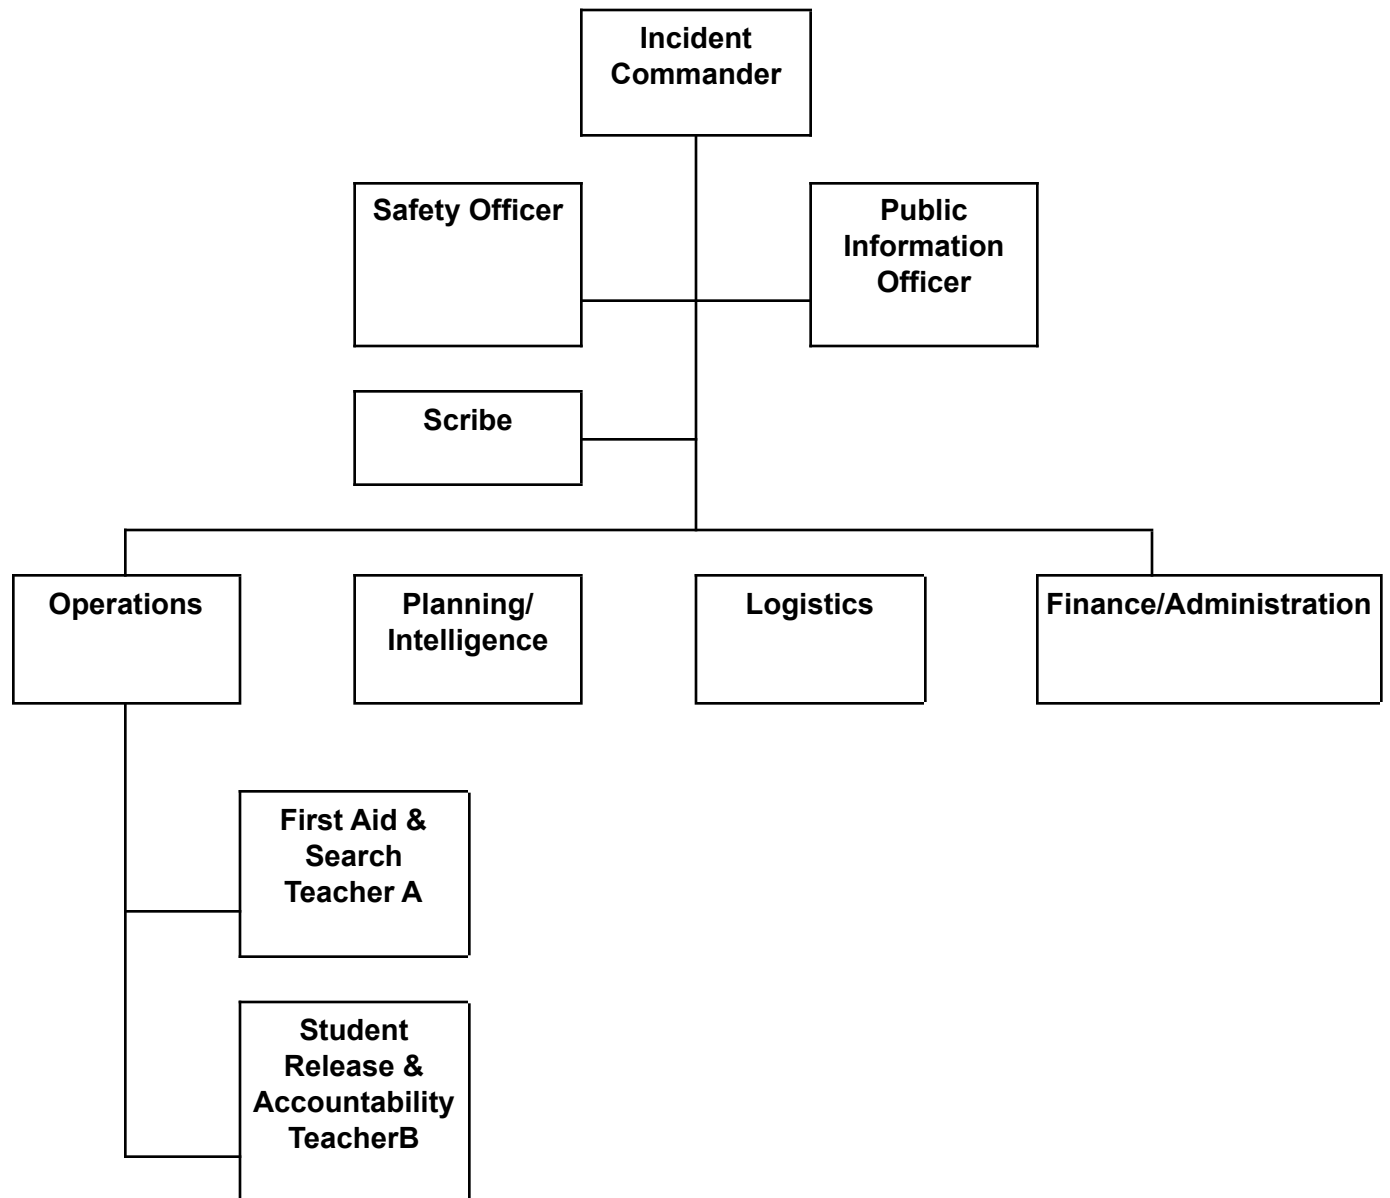 Incident
Commander
Safety Officer
Public
Information
Officer
Scribe
Operations
Planning/
Intelligence
Logistics
Finance/Administration
First Aid &
Search
Teacher A
Student
Release &
Accountability
TeacherB